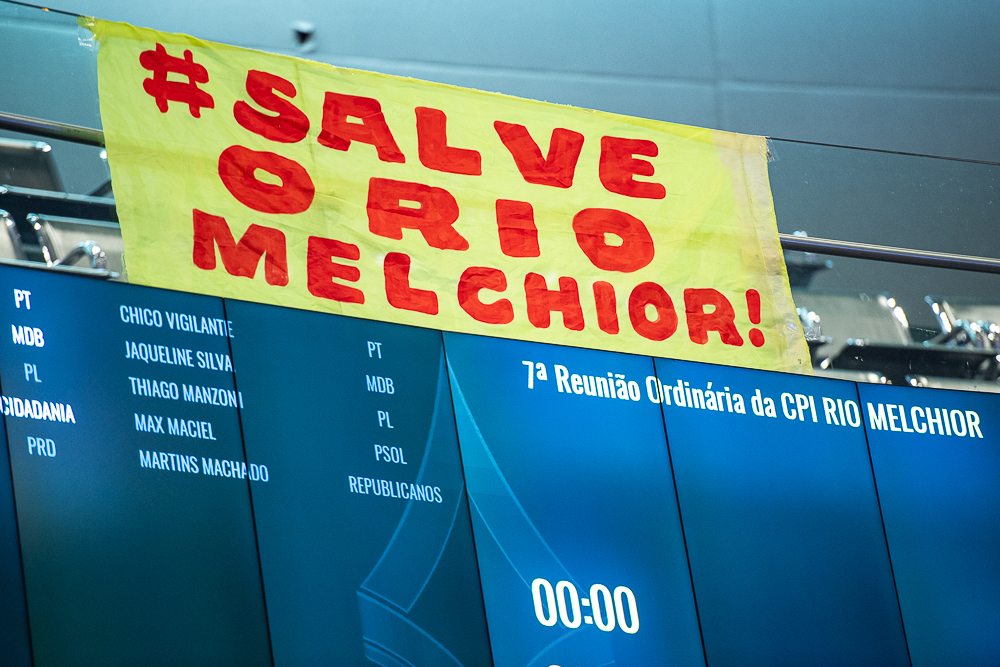 #SALVE
O RIO
MELCHIOR!
PT CHICO VIGILANTE PT
MDB JAQUELINE SILVA MDB
PL THIAGO MANZONI PL
CIDADANIA MAX MACIEL PSOL
PRD MARTINS MACHADO REPUBLICANOS
7ª Reunião Ordinária da CPI RIO MELCHIOR
00:00